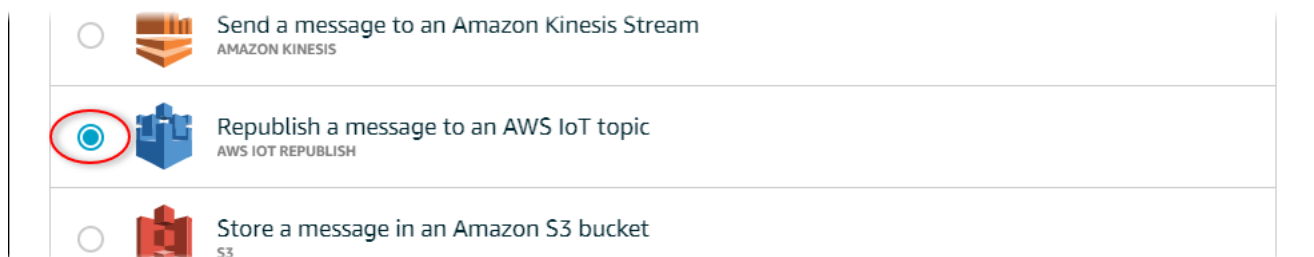 Send a message to an Amazon Kinesis Stream
AMAZON KINESIS
Republish a message to an AWS IoT topic
AWS IOT REPUBLISH
Store a message in an Amazon S3 bucket
S3